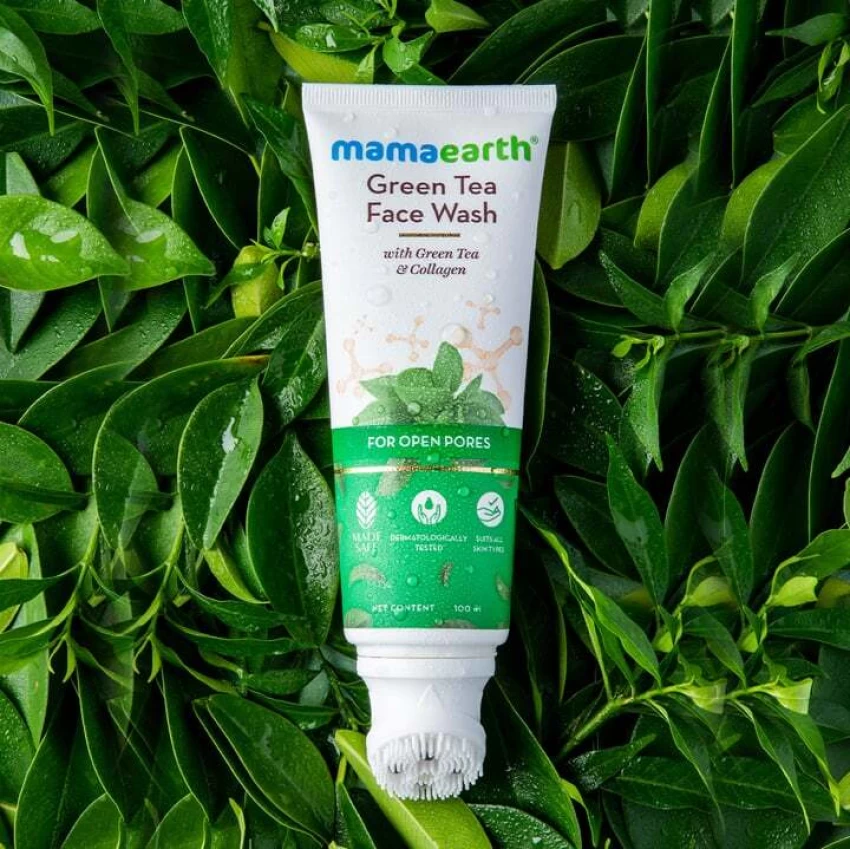 mamaearth®
Green Tea
Face Wash
with Green Tea
& Collagen
FOR OPEN PORES
MADE
SAFE
DERMATOLOGICALLY
TESTED
SUITS ALL
SKIN TYPES
NET CONTENT 100 ml